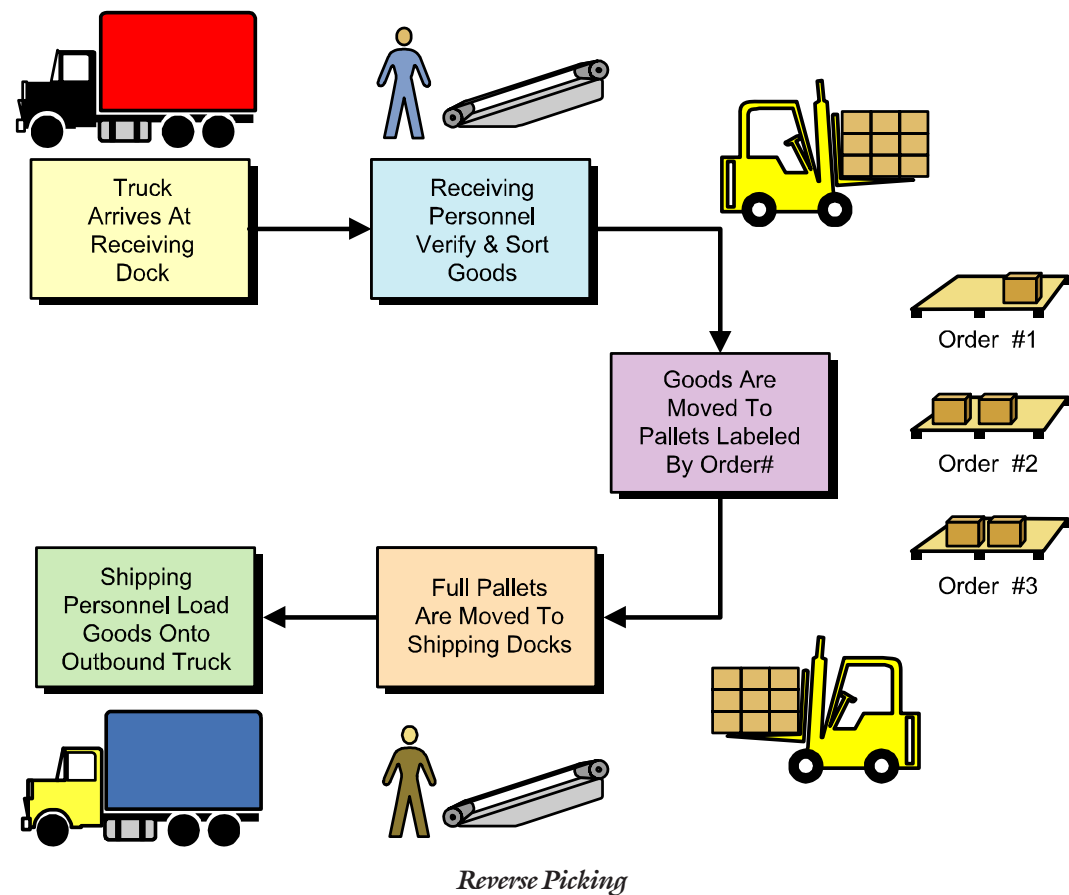 Truck
Arrives At
Receiving
Dock
Receiving
Personnel
Verify & Sort
Goods
Goods Are
Moved To
Pallets Labeled
By Order#
Order #1
Order #2
Order #3
Full Pallets
Are Moved To
Shipping Docks
Shipping
Personnel Load
Goods Onto
Outbound Truck
Reverse Picking